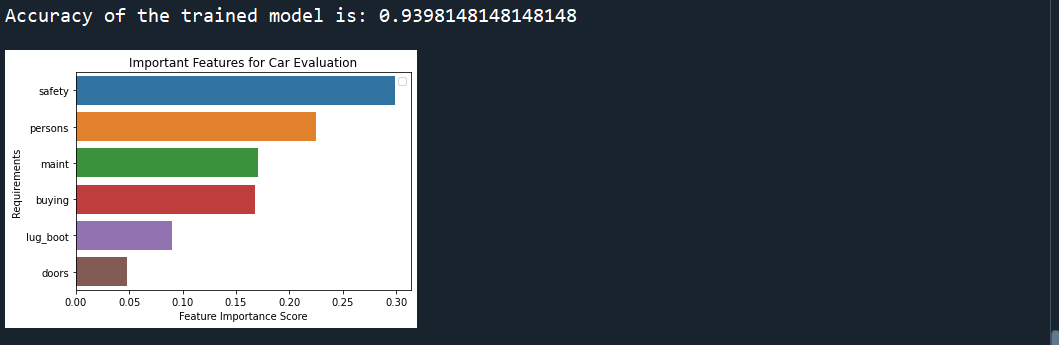 Accuracy of the trained model is: 0.9398148148148148
Important Features for Car Evaluation
safety
persons
maint
buying
lug_boot
doors
Requirements
0.00 0.05 0.10 0.15 0.20 0.25 0.30
Feature Importance Score